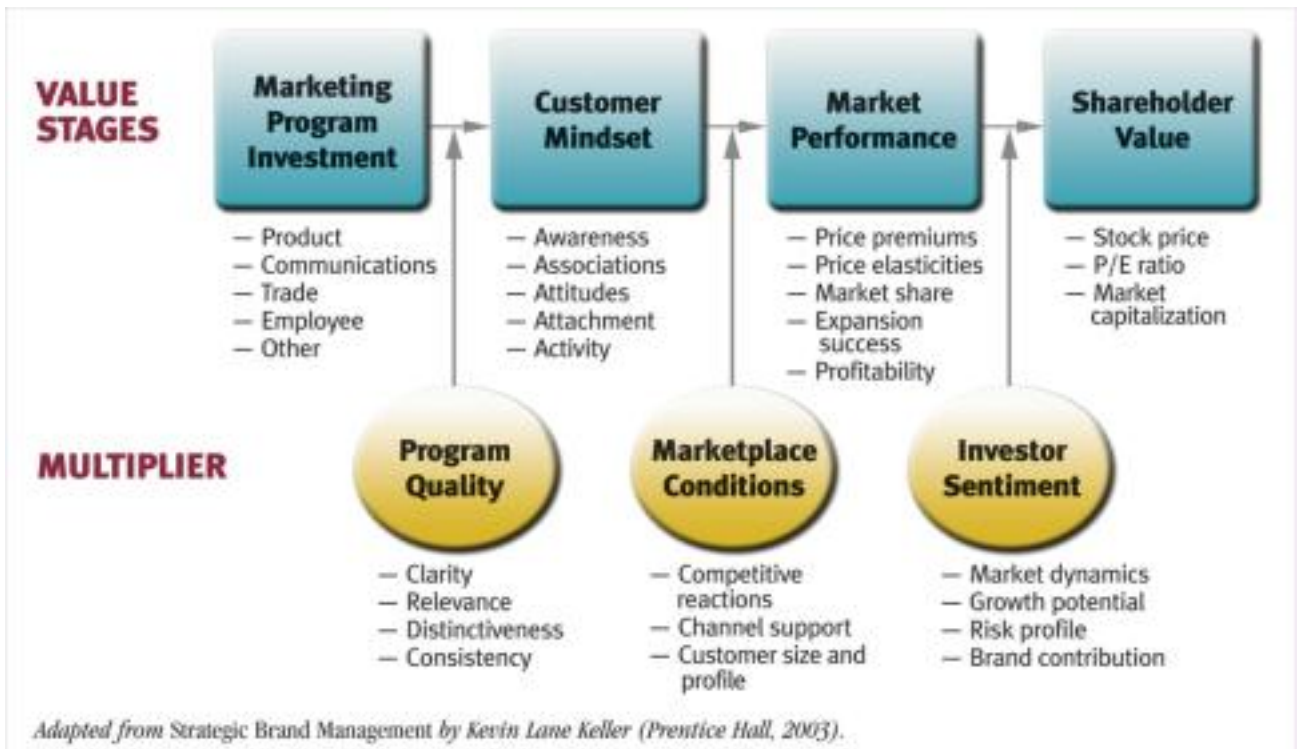 VALUE
STAGES
Marketing
Program
Investment
Customer
Mindset
Market
Performance
Shareholder
Value
— Product
— Communications
— Trade
— Employee
— Other
— Awareness
— Associations
— Attitudes
— Attachment
— Activity
— Price premiums
— Price elasticities
— Market share
— Expansion
success
— Profitability
— Stock price
— P/E ratio
— Market
capitalization
MULTIPLIER
Program
Quality
Marketplace
Conditions
Investor
Sentiment
— Clarity
— Relevance
— Distinctiveness
— Consistency
— Competitive
reactions
— Channel support
— Customer size and
profile
— Market dynamics
— Growth potential
— Risk profile
— Brand contribution
Adapted from Strategic Brand Management by Kevin Lane Keller (Prentice Hall, 2003).